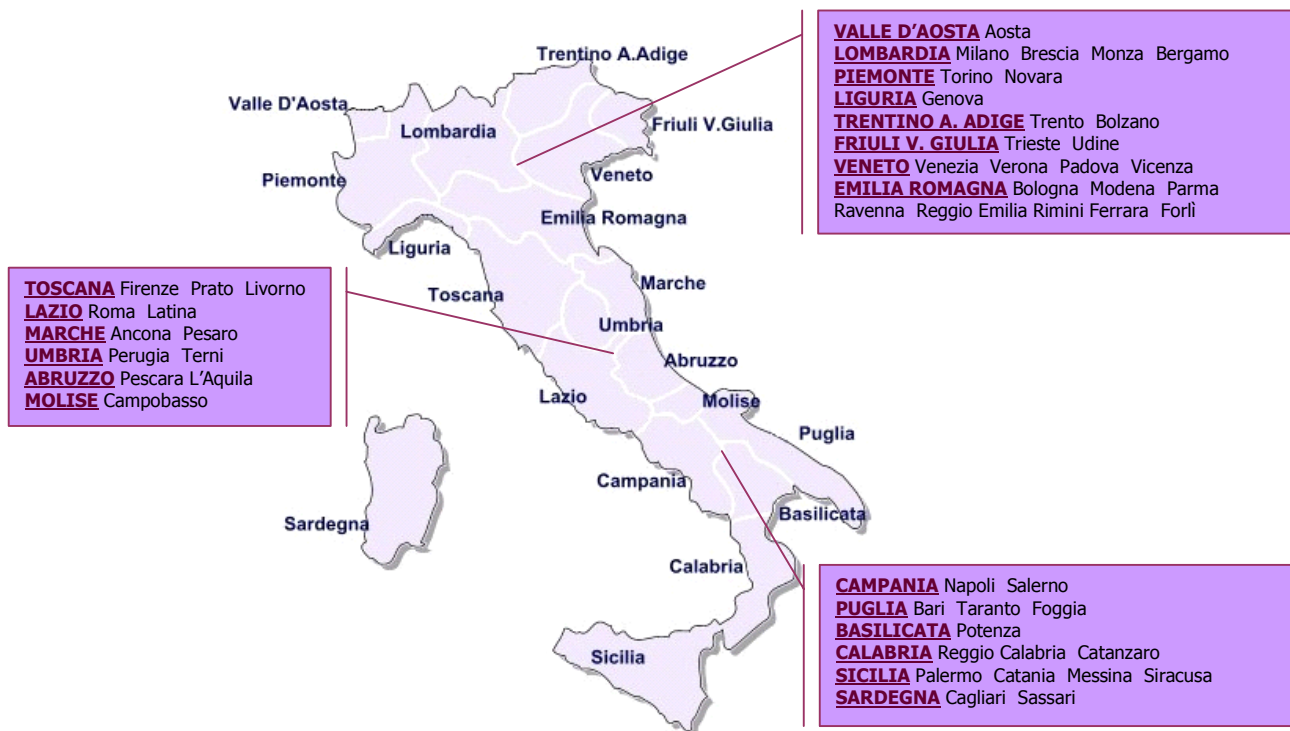 VALLE D'AOSTA Aosta
LOMBARDIA Milano Brescia Monza Bergamo
PIEMONTE Torino Novara
LIGURIA Genova
TRENTINO A. ADIGE Trento Bolzano
FRIULI V. GIULIA Trieste Udine
VENETO Venezia Verona Padova Vicenza
EMILIA ROMAGNA Bologna Modena Parma
Ravenna Reggio Emilia Rimini Ferrara Forlì
Trentino A.Adige
Valle D'Aosta
Lombardia
Friuli V.Giulia
Piemonte
Veneto
Emilia Romagna
Liguria
Marche
Toscana
Umbria
Abruzzo
Lazio
Molise
Puglia
Campania
Basilicata
Sardegna
Calabria
Sicilia
TOSCANA Firenze Prato Livorno
LAZIO Roma Latina
MARCHE Ancona Pesaro
UMBRIA Perugia Terni
ABRUZZO Pescara L'Aquila
MOLISE Campobasso
CAMPANIA Napoli Salerno
PUGLIA Bari Taranto Foggia
BASILICATA Potenza
CALABRIA Reggio Calabria Catanzaro
SICILIA Palermo Catania Messina Siracusa
SARDEGNA Cagliari Sassari